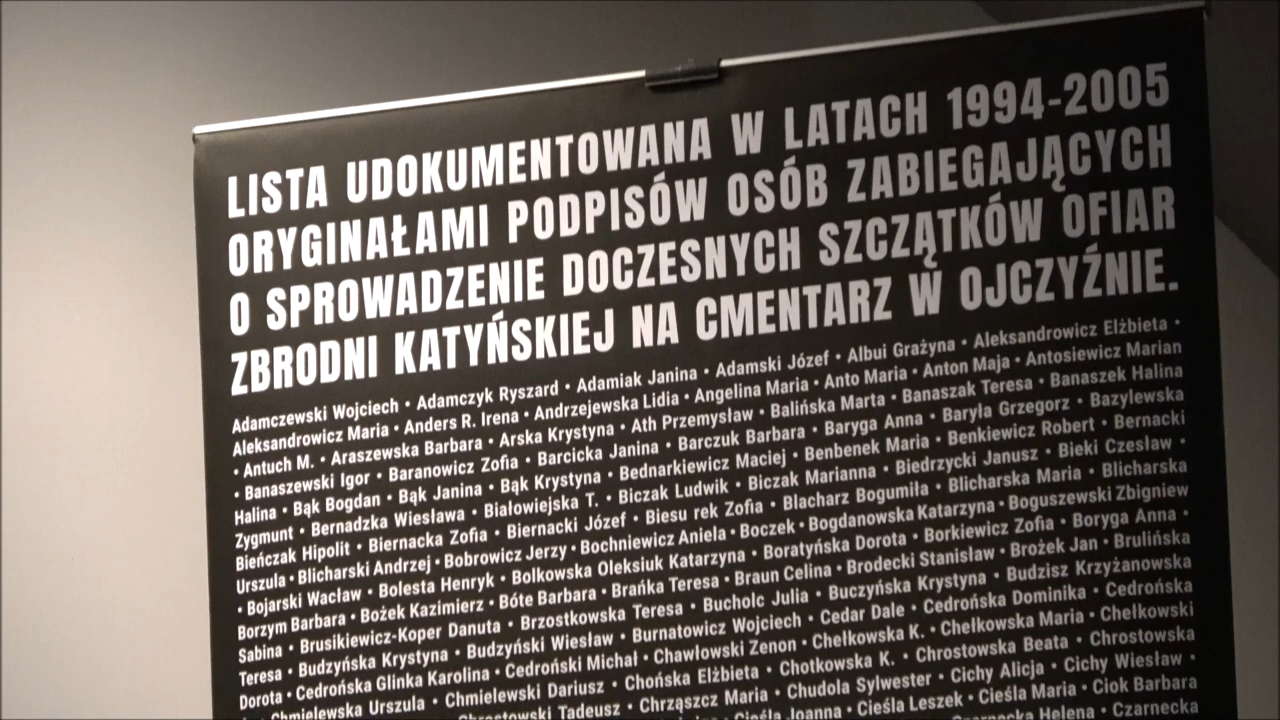 LISTA UDOKUMENTOWANA W LATACH 1994-2005
ORYGINAŁAMI PODPISÓW OSÓB ZABIEGAJĄCYCH
O SPROWADZENIE DOCZESNYCH SZCZĄTKÓW OFIAR
ZBRODNI KATYŃSKIEJ NA CMENTARZ W OJCZYŹNIE.
Adamczewski Wojciech • Adamczyk Ryszard • Adamiak Janina • Adamski Józef • Albui Grażyna • Aleksandrowicz Elżbieta •
Aleksandrowicz Maria • Anders R. Irena • Andrzejewska Lidia • Angelina Maria • Anto Maria • Anton Maja • Antosiewicz Marian
• Antuch M. • Araszewska Barbara • Arska Krystyna • Ath Przemysław • Balińska Marta • Banaszak Teresa • Banaszek Halina
• Banaszewski Igor • Baranowicz Zofia • Barcicka Janina • Barczuk Barbara • Baryga Anna • Baryła Grzegorz • Bazylewska
Halina • Bąk Bogdan • Bąk Janina • Bąk Krystyna • Bednarkiewicz Maciej • Benbenek Maria • Benkiewicz Robert • Bernacki
Zygmunt • Bernadzka Wiesława • Białowiejska T. • Biczak Ludwik • Biczak Marianna • Biedrzycki Janusz • Bieki Czesław •
Bieńczak Hipolit • Biernacka Zofia • Biernacki Józef • Biesu rek Zofia • Blacharz Bogumiła • Blicharska Maria • Blicharska
Urszula • Blicharski Andrzej • Bobrowicz Jerzy • Bochniewicz Aniela • Boczek • Bogdanowska Katarzyna • Boguszewski Zbigniew
• Bojarski Wacław • Bolesta Henryk • Bolkowska Oleksiuk Katarzyna • Boratyńska Dorota • Borkiewicz Zofia • Boryga Anna •
Borzym Barbara • Bożek Kazimierz • Bóte Barbara • Brańka Teresa • Braun Celina • Brodecki Stanisław • Brożek Jan • Brulińska
Sabina • Brusikiewicz-Koper Danuta • Brzostkowska Teresa • Bucholc Julia • Buczyńska Krystyna • Budzisz Krzyżanowska
Teresa • Budzyńska Krystyna • Budzyński Wiesław • Burnatowicz Wojciech • Cedar Dale • Cedrońska Dominika • Cedrońska
Dorota • Cedrońska Glinka Karolina • Cedroński Michał • Chawłowski Zenon • Chełkowska K. • Chełkowska Maria • Chełkowski
Chmielewska Urszula • Chmielewski Dariusz • Chońska Elżbieta • Chotkowska K. • Chrostowska Beata • Chrostowska
Chrostowski Tadeusz • Chrząszcz Maria • Chudola Sylwester • Cichy Alicja • Cichy Wiesław •
Cieśla Joanna • Cieśla Leszek • Cieśla Maria • Ciok Barbara
Czarnecka Helena • Czarnecka